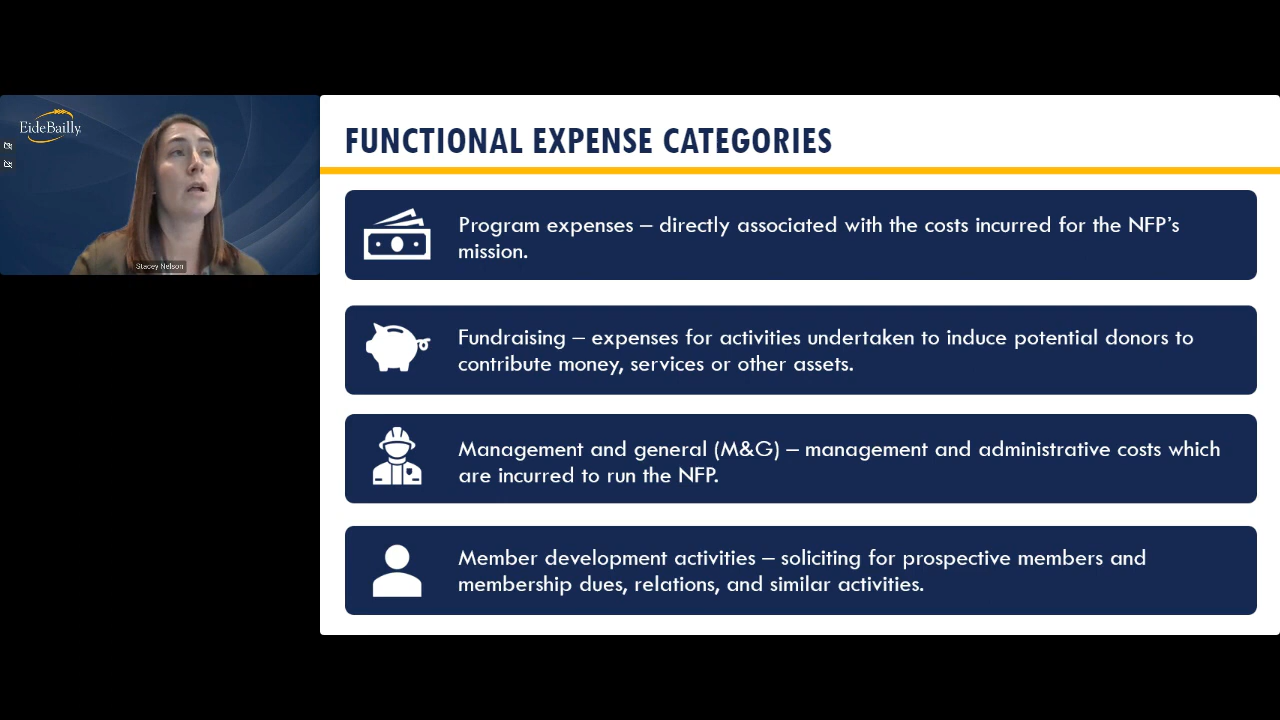 EideBailly
Stacey Nelson
FUNCTIONAL EXPENSE CATEGORIES
Program expenses – directly associated with the costs incurred for the NFP’s
mission.
Fundraising – expenses for activities undertaken to induce potential donors to
contribute money, services or other assets.
Management and general (M&G) – management and administrative costs which
are incurred to run the NFP.
Member development activities – soliciting for prospective members and
membership dues, relations, and similar activities.